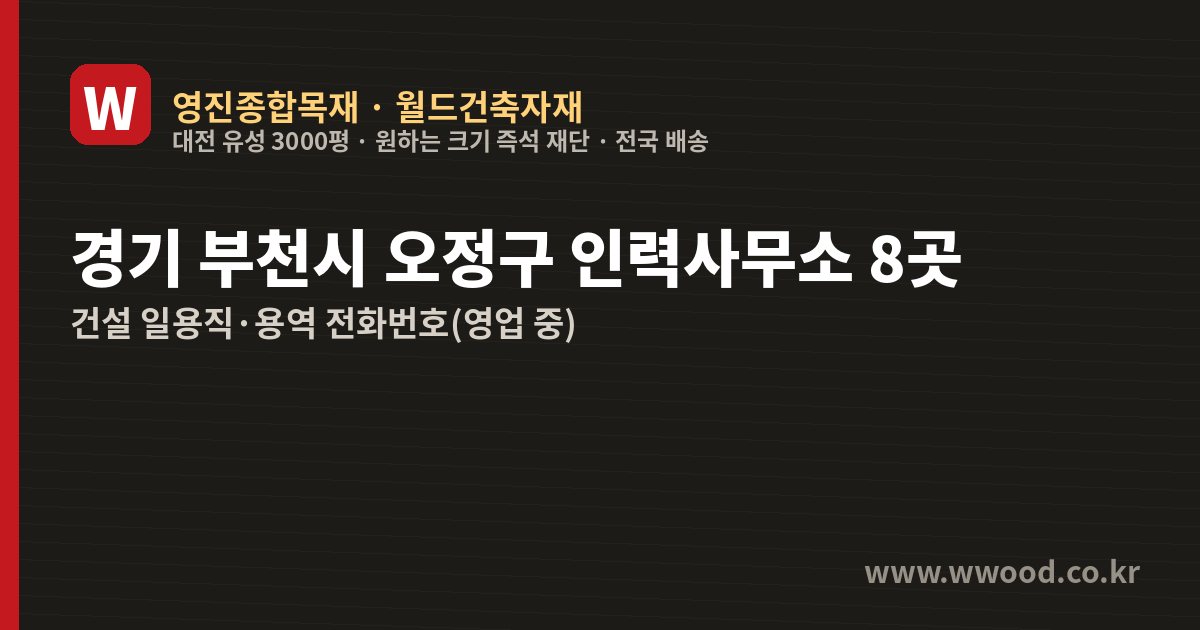 W
영진종합목재 · 월드건축자재
대전 유성 3000평 · 원하는 크기 즉석 재단 · 전국 배송
경기 부천시 오정구 인력사무소 8곳
건설 일용직·용역 전화번호(영업 중)
www.wwood.co.kr